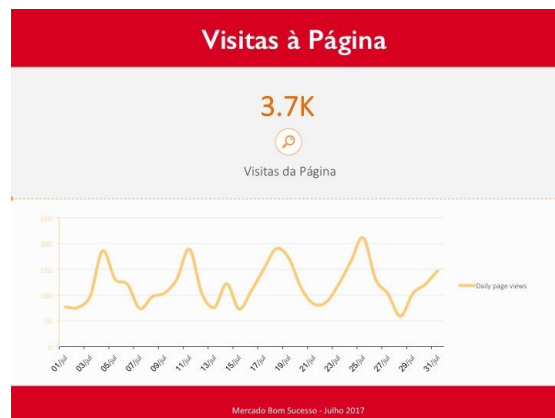 Visitas à Página
3.7K
Visitas da Página
250
200
150
100
50
0
01/jul
03/jul
05/jul
07/jul
09/jul
11/jul
13/jul
15/jul
17/jul
19/jul
21/jul
23/jul
25/jul
27/jul
29/jul
31/jul
Daily page views
Mercado Bom Sucesso - Julho 2017